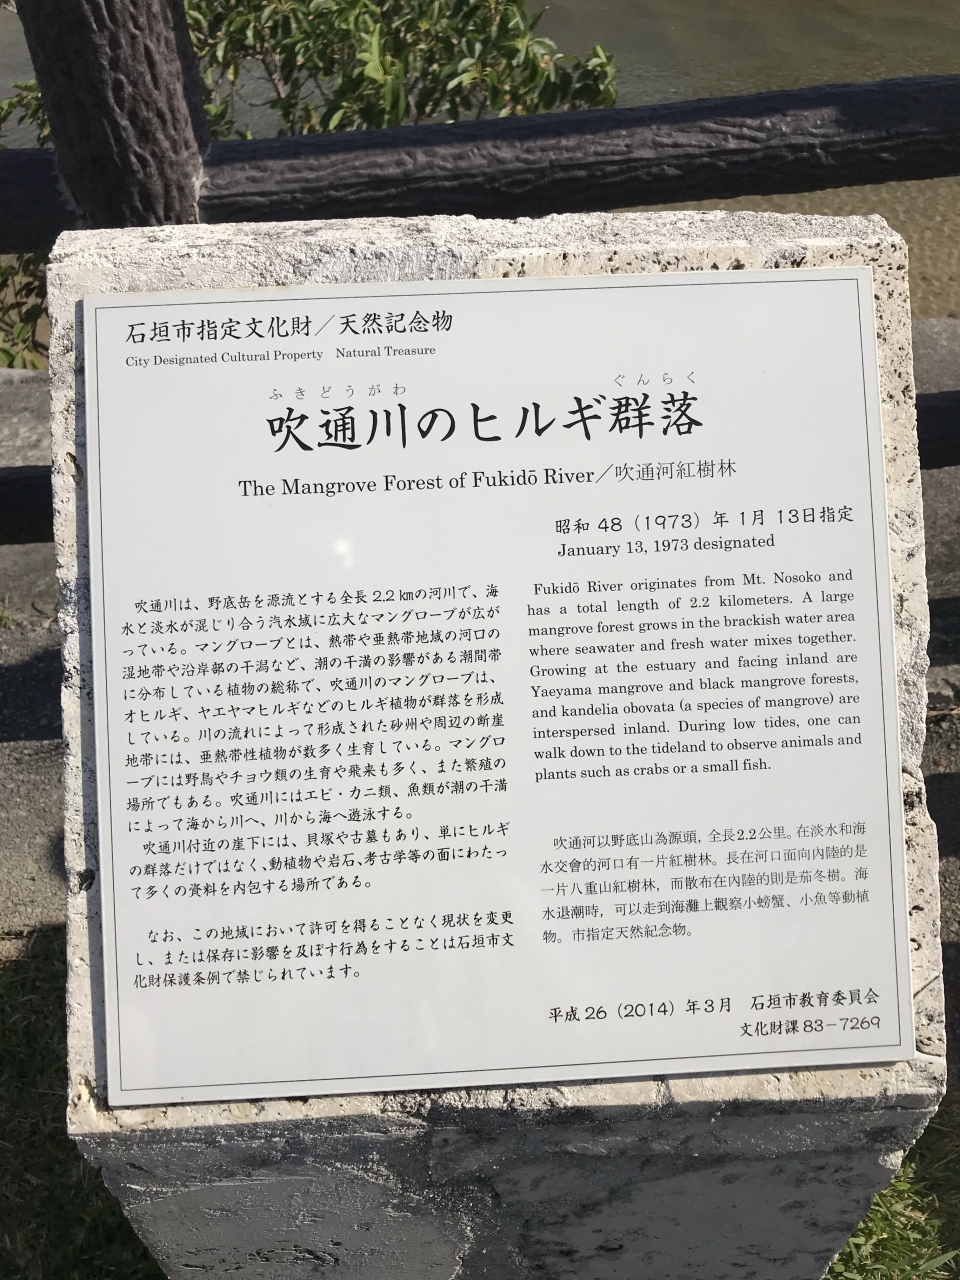 石垣市指定文化財／天然記念物
City Designated Cultural Property Natural Treasure
ふきどうがわ ぐんらく
吹通川のヒルギ群落
The Mangrove Forest of Fukidō River／吹通河紅樹林
昭和 48（1973）年 1月 13日指定
January 13, 1973 designated
吹通川は、野底岳を源流とする全長 2.2 ㎞の河川で、海
水と淡水が混じり合う汽水域に広大なマングローブが広が
っている。マングローブとは、熱帯や亜熱帯地域の河口の
湿地帯や沿岸部の干潟など、潮の干満の影響がある潮間帯
に分布している植物の総称で、吹通川のマングローブは、
オヒルギ、ヤエヤマヒルギなどのヒルギ植物が群落を形成
している。川の流れによって形成された砂州や周辺の断崖
地帯には、亜熱帯性植物が数多く生育している。マングロ
ーブには野鳥やチョウ類の生育や飛来も多く、また繁殖の
場所でもある。吹通川にはエビ・カニ類、魚類が潮の干満
によって海から川へ、川から海へ遊泳する。
吹通川付近の崖下には、貝塚や古墓もあり、単にヒルギ
の群落だけではなく、動植物や岩石、考古学等の面にわたっ
て多くの資料を内包する場所である。
なお、この地域において許可を得ることなく現状を変更
し、または保存に影響を及ぼす行為をすることは石垣市文
化財保護条例で禁じられています。
Fukidō River originates from Mt. Nosoko and
has a total length of 2.2 kilometers. A large
mangrove forest grows in the brackish water area
where seawater and fresh water mixes together.
Growing at the estuary and facing inland are
Yaeyama mangrove and black mangrove forests,
and kandelia obovata (a species of mangrove) are
interspersed inland. During low tides, one can
walk down to the tideland to observe animals and
plants such as crabs or a small fish.
吹通河以野底山為源頭，全長2.2公里。在淡水和海
水交會的河口有一片紅樹林。長在河口面向內陸的是
一片八重山紅樹林，而散布在內陸的則是茄冬樹。海
水退潮時，可以走到海灘上觀察小螃蟹、小魚等動植
物。市指定天然紀念物。
平成 26（2014）年 3月 石垣市教育委員会
文化財課 83－7269